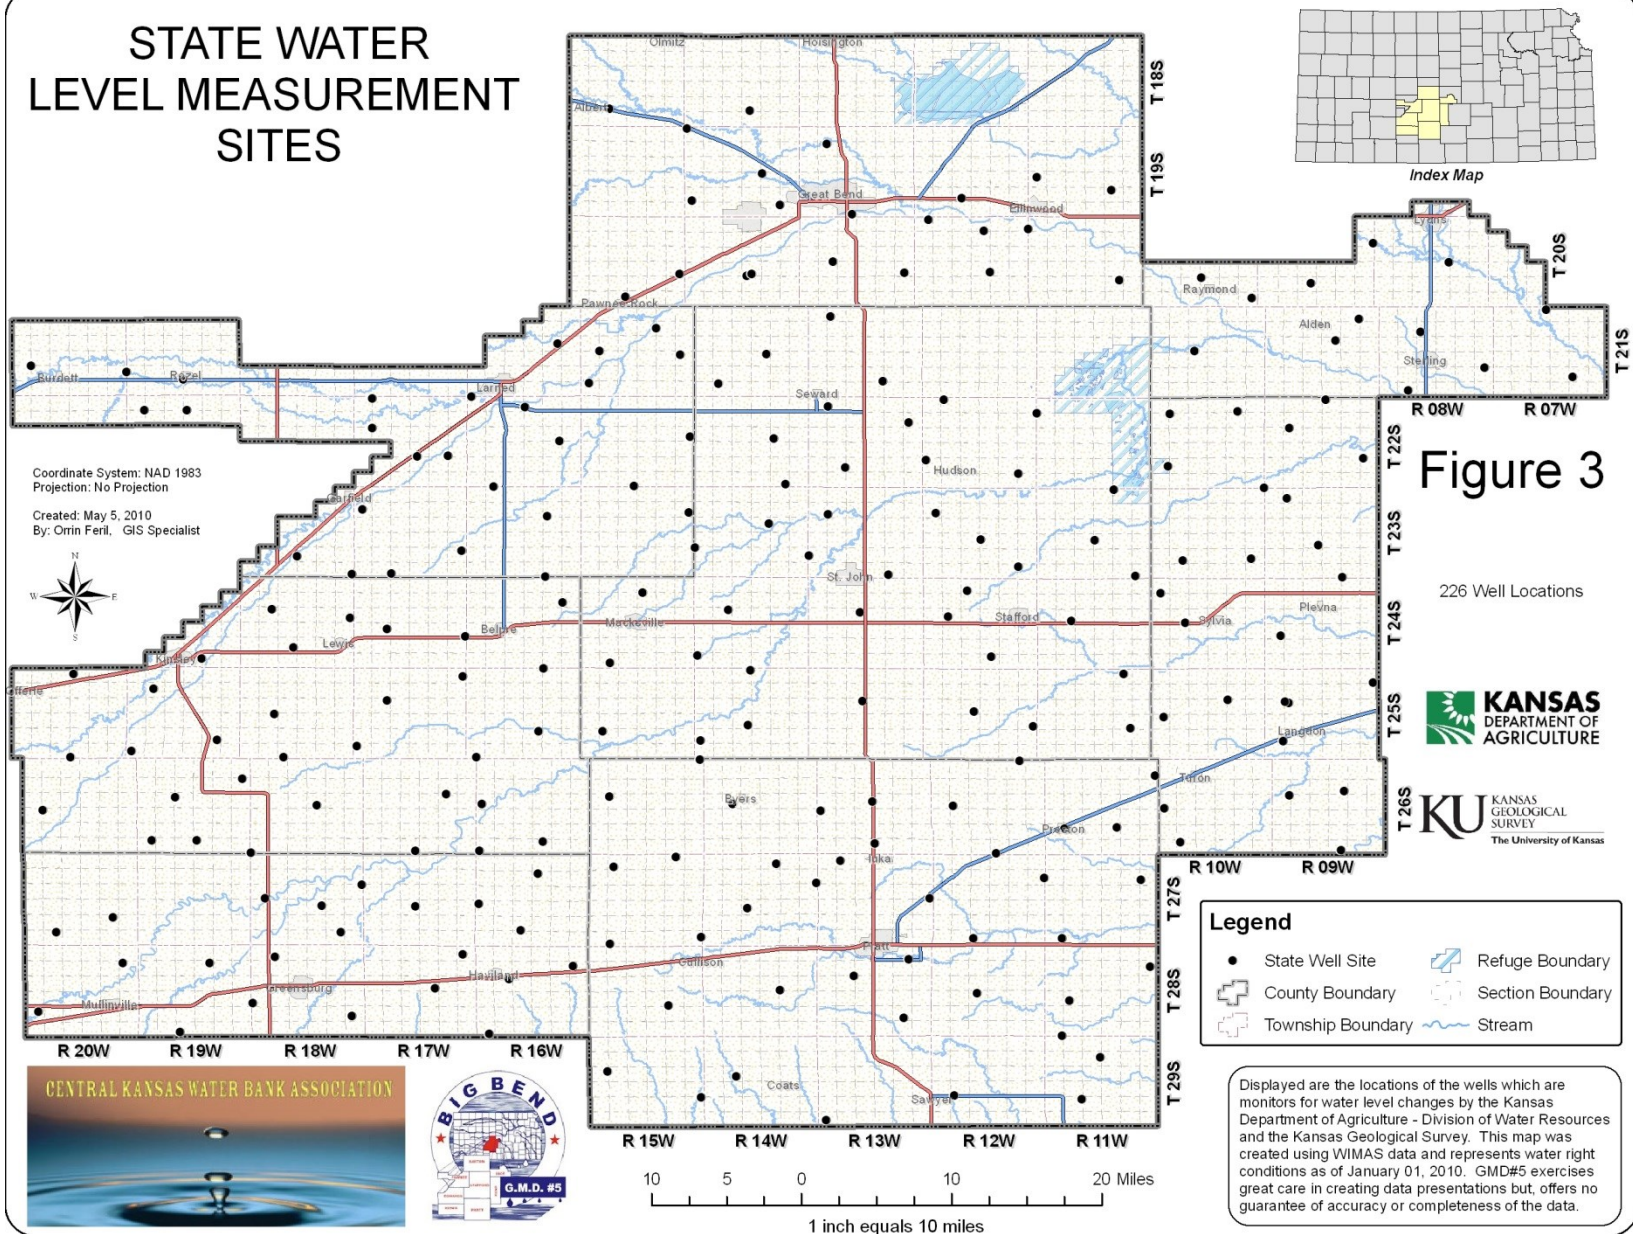 STATE WATER
LEVEL MEASUREMENT
SITES
Olmitz
Hoisington
Albert
Great Bend
Ellinwood
Pawnee Rock
T 18S
T 19S
Index Map
Lyons
T 20S
Raymond
Alden
Sterling
T 21S
R 08W
R 07W
Burdett
Rozel
Larned
Seward
Hudson
Garfield
T 22S
Figure 3
Coordinate System: NAD 1983
Projection: No Projection
Created: May 5, 2010
By: Orrin Feril, GIS Specialist
N
W
E
S
T 23S
St. John
226 Well Locations
Macksville
Stafford
Sylvia
Plevna
T 24S
Belpre
Lewis
Kinsley
Offerle
T 25S
Langdon
Turon
KANSAS
DEPARTMENT OF
AGRICULTURE
T 26S
Byers
Preston
Iuka
KU
KANSAS
GEOLOGICAL
SURVEY
The University of Kansas
R 10W
R 09W
T 27S
Pratt
Cullison
Haviland
Greensburg
Mullinville
T 28S
Legend
State Well Site
Refuge Boundary
County Boundary
Section Boundary
Township Boundary
Stream
R 20W
R 19W
R 18W
R 17W
R 16W
Coats
Sawyer
T 29S
R 15W
R 14W
R 13W
R 12W
R 11W
CENTRAL KANSAS WATER BANK ASSOCIATION
BIG BEND
G.M.D. #5
10 5 0 10 20 Miles
1 inch equals 10 miles
Displayed are the locations of the wells which are
monitors for water level changes by the Kansas
Department of Agriculture - Division of Water Resources
and the Kansas Geological Survey. This map was
created using WIMAS data and represents water right
conditions as of January 01, 2010. GMD#5 exercises
great care in creating data presentations but, offers no
guarantee of accuracy or completeness of the data.